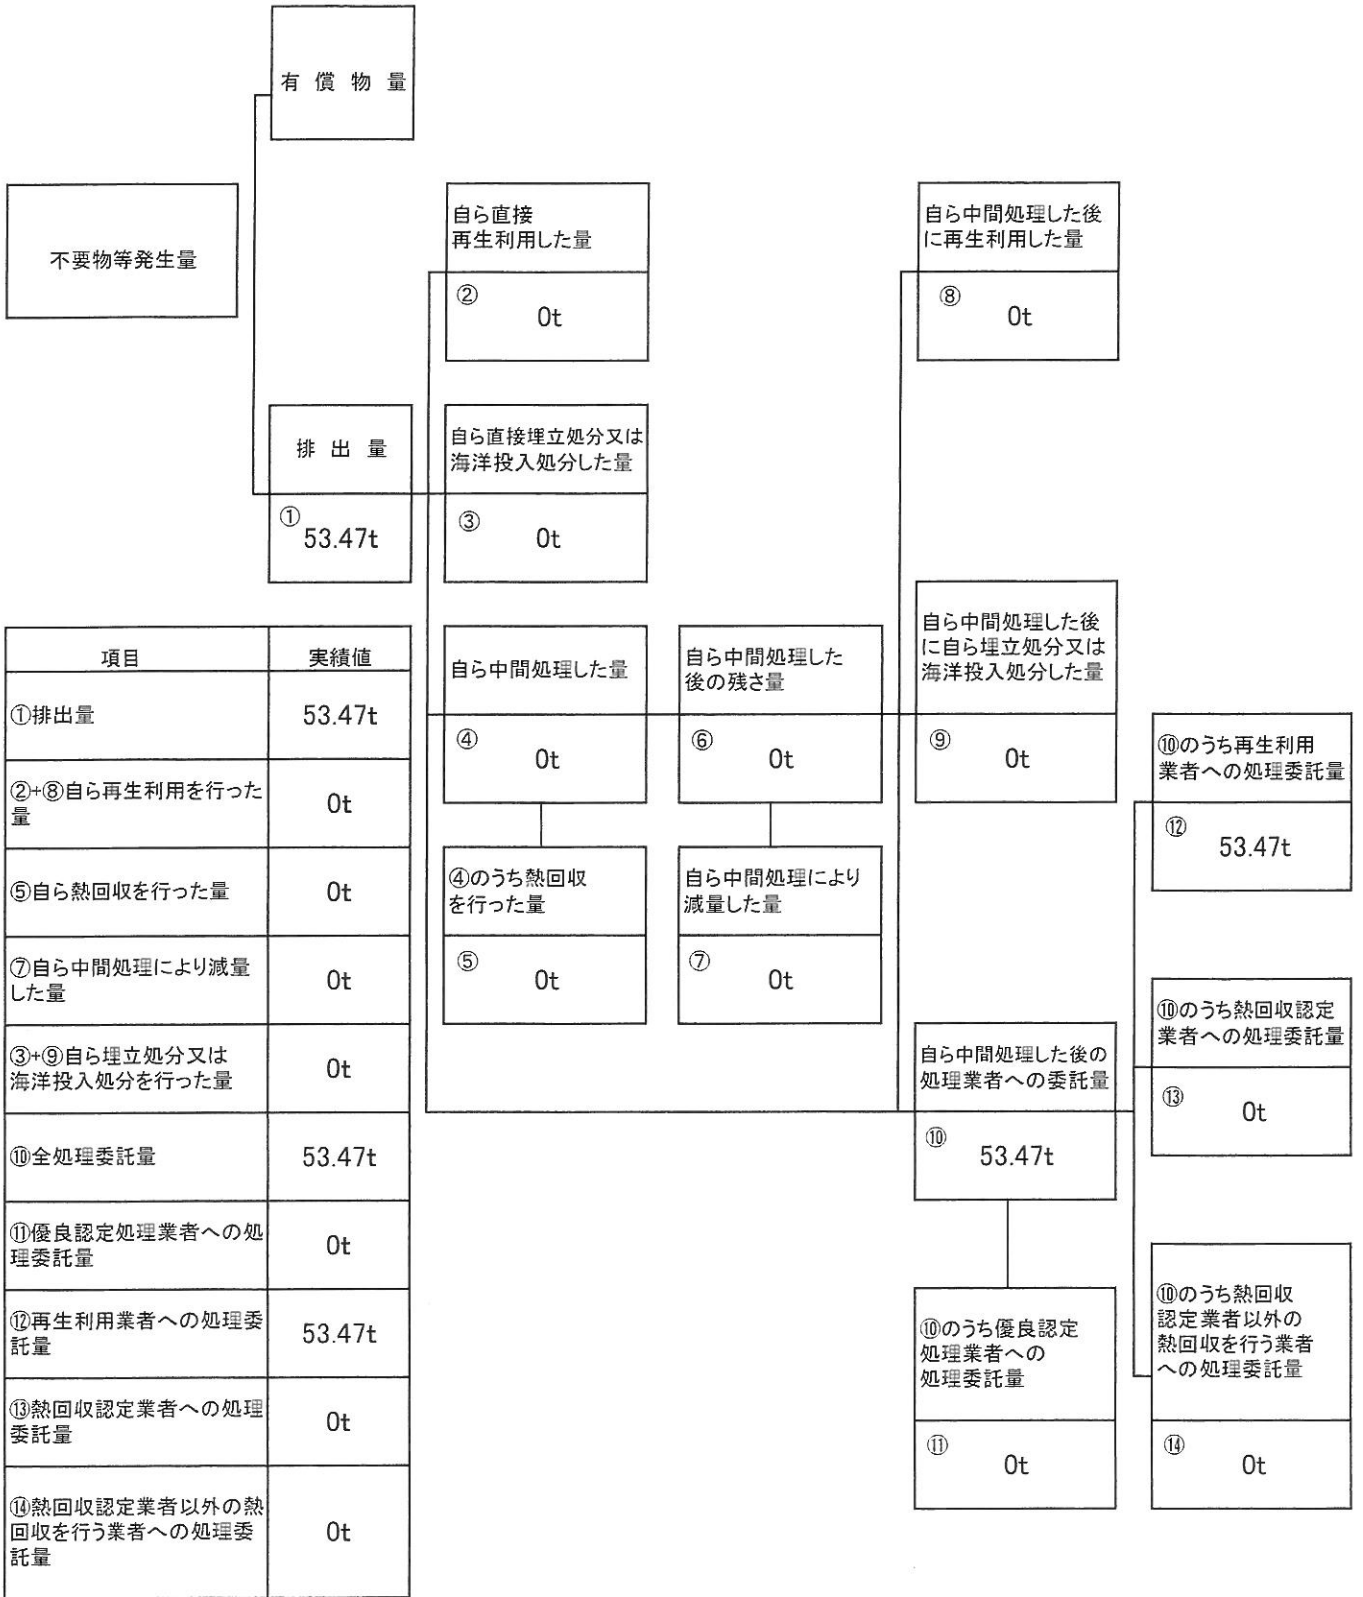 有 償 物 量
不要物等発生量
自ら直接
再生利用した量
②
0t
自ら中間処理した後
に再生利用した量
⑧
0t
排 出 量
①
53.47t
自ら直接埋立処分又は
海洋投入処分した量
③
0t
自ら中間処理した量
④
0t
自ら中間処理した
後の残さ量
⑥
0t
自ら中間処理した後
に自ら埋立処分又は
海洋投入処分した量
⑨
0t
④のうち熱回収
を行った量
⑤
0t
自ら中間処理により
減量した量
⑦
0t
⑩のうち再生利用
業者への処理委託量
⑫
53.47t
自ら中間処理した後の
処理業者への委託量
⑩
53.47t
⑩のうち熱回収認定
業者への処理委託量
⑬
0t
⑩のうち優良認定
処理業者への
処理委託量
⑪
0t
⑩のうち熱回収
認定業者以外の
熱回収を行う業者
への処理委託量
⑭
0t
項目 実績値
①排出量 53.47t
②+⑧自ら再生利用を行った
量 0t
⑤自ら熱回収を行った量 0t
⑦自ら中間処理により減量
した量 0t
③+⑨自ら埋立処分又は
海洋投入処分を行った量 0t
⑩全処理委託量 53.47t
⑪優良認定処理業者への処
理委託量 0t
⑫再生利用業者への処理委
託量 53.47t
⑬熱回収認定業者への処理
委託量 0t
⑭熱回収認定業者以外の熱
回収を行う業者への処理委
託量 0t